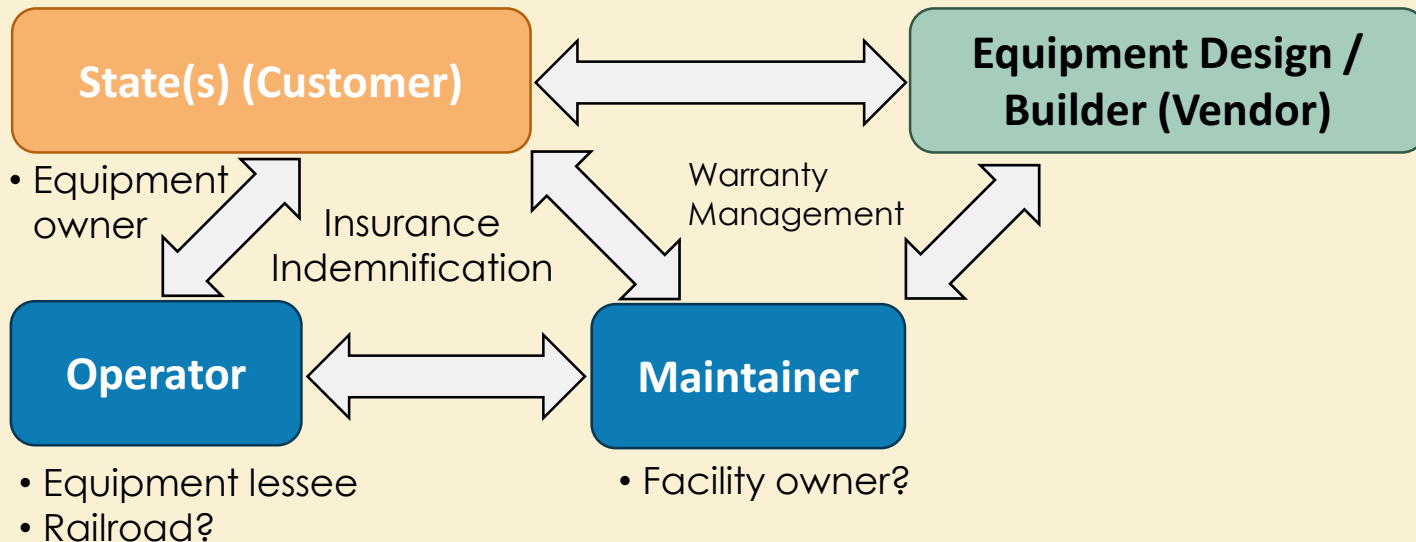 State(s) (Customer)
Equipment Design /
Builder (Vendor)
• Equipment
owner
Insurance
Indemnification
Warranty
Management
Operator
Maintainer
• Equipment lessee
• Railroad?
• Facility owner?